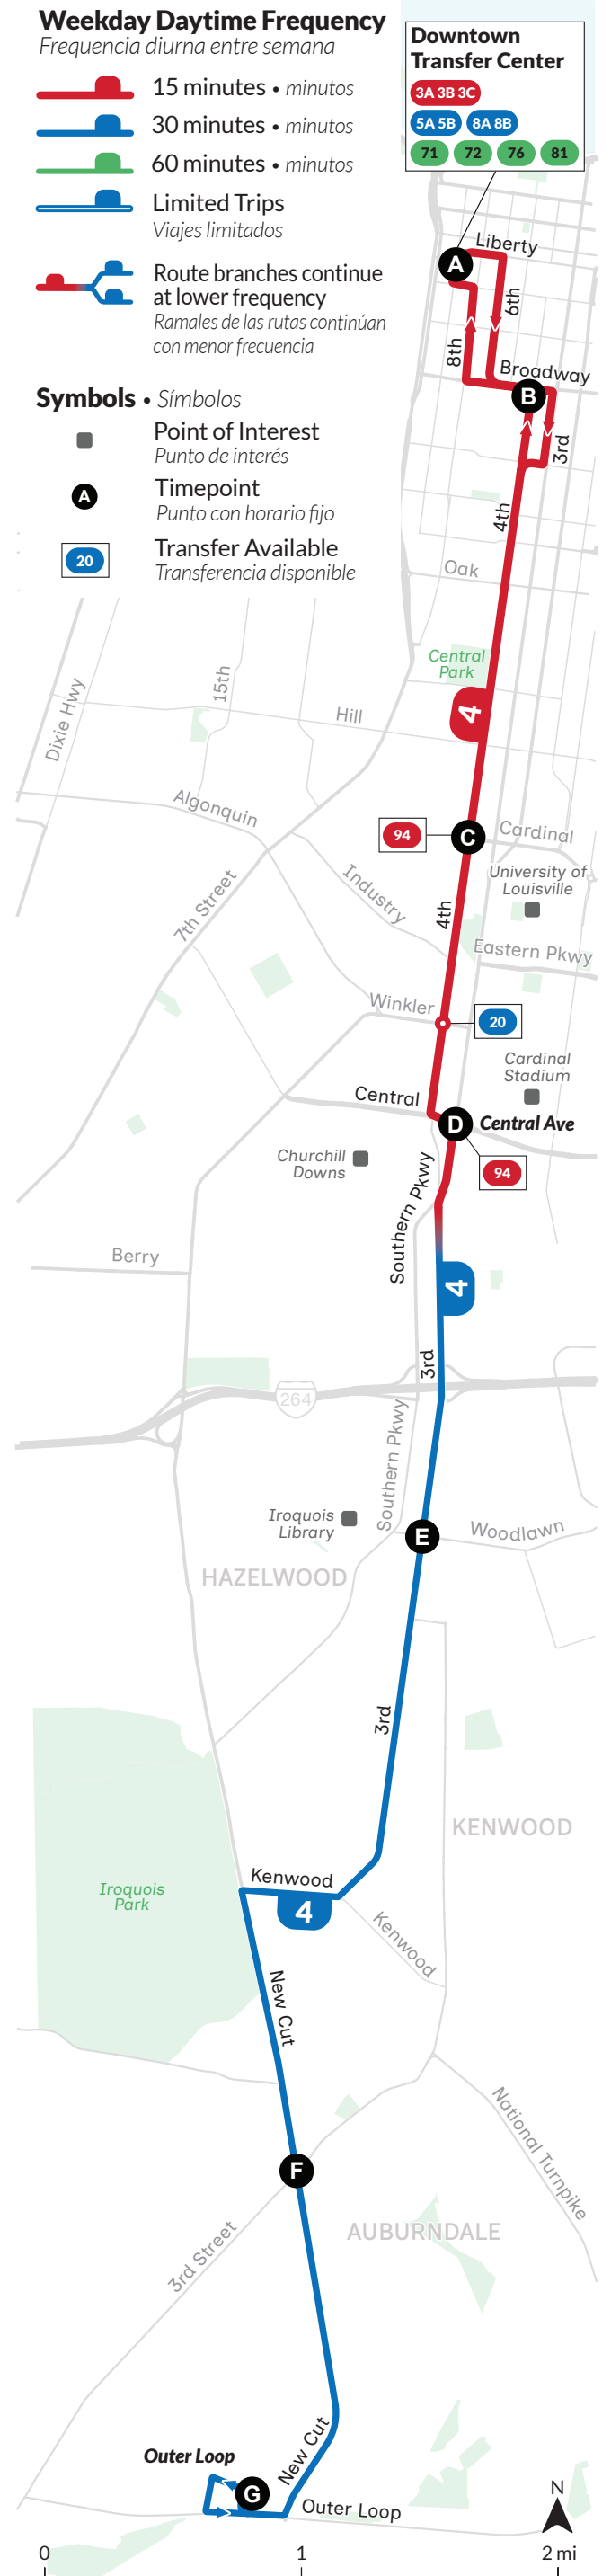 Weekday Daytime Frequency
Frequencia diurna entre semana
15 minutes • minutos
30 minutes • minutos
60 minutes • minutos
Limited Trips
Viajes limitados
Route branches continue
at lower frequency
Ramales de las rutas continúan
con menor frecuencia
Symbols • Símbolos
Point of Interest
Punto de interés
A
Timepoint
Punto con horario fijo
20
Transfer Available
Transferencia disponible
Downtown
Transfer Center
3A 3B 3C
5A 5B 8A 8B
71 72 76 81
Liberty
A
6th
8th
Broadway
B
3rd
4th
Oak
Central
Park
15th
Dixie Hwy
Hill
4
Algonquin
94
C
Cardinal
University of
Louisville
Industry
7th Street
4th
Eastern Pkwy
Winkler
20
Cardinal
Stadium
Central
D
Central Ave
Churchill
Downs
94
Southern Pkwy
Berry
4
3rd
264
Southern Pkwy
Iroquois
Library
E
Woodlawn
HAZELWOOD
3rd
KENWOOD
Kenwood
Iroquois
Park
4
Kenwood
New Cut
National Turnpike
F
AUBURNDALE
3rd Street
New Cut
Outer Loop
G
Outer Loop
N
0 1 2 mi